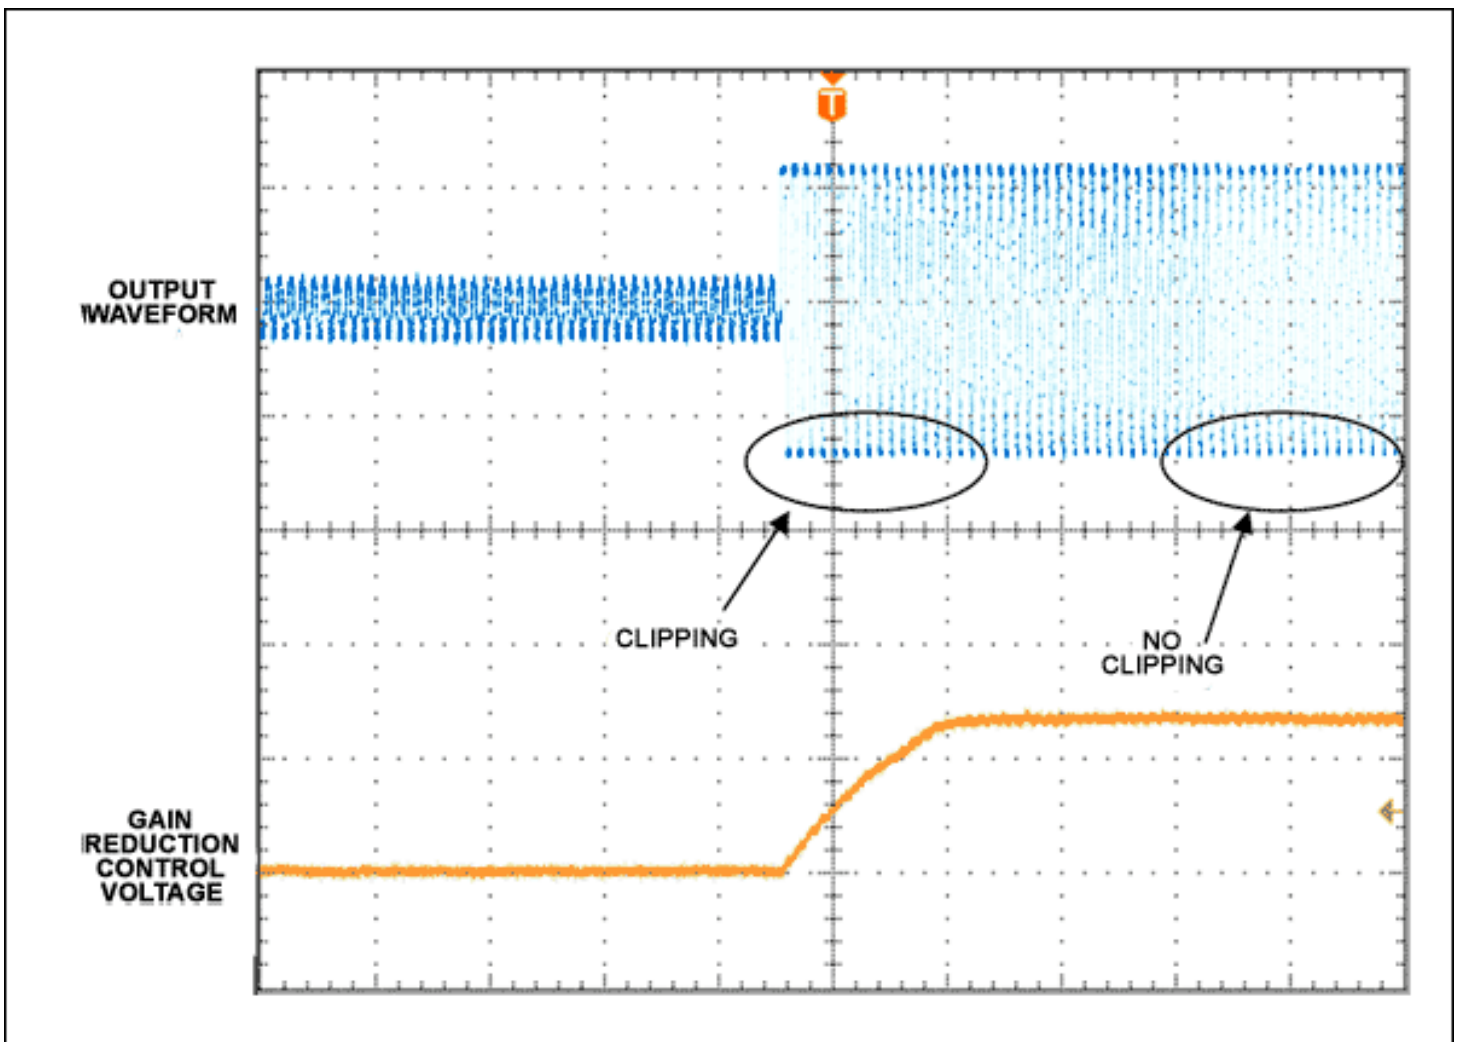 T
OUTPUT
WAVEFORM
CLIPPING
NO
CLIPPING
GAIN
REDUCTION
CONTROL
VOLTAGE